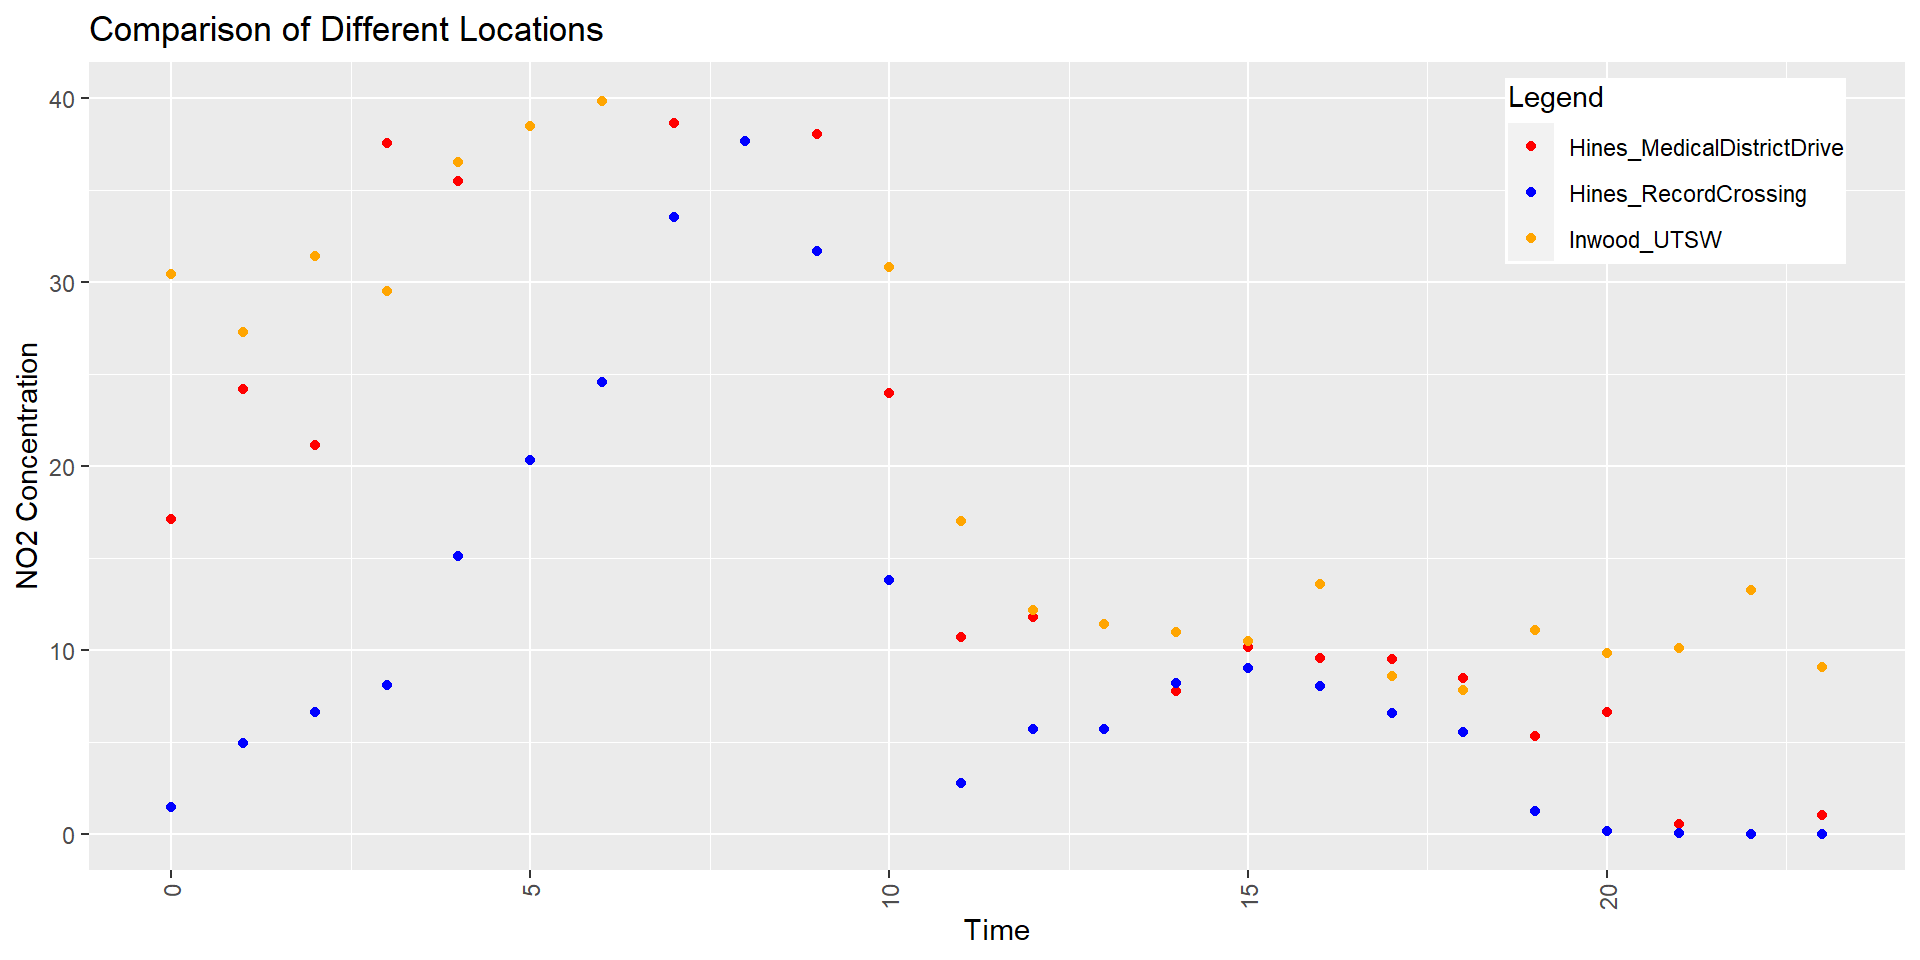 Comparison of Different Locations
40
30
20
10
0
NO2 Concentration
0
5
10
15
20
Time
Legend
Hines_MedicalDistrictDrive
Hines_RecordCrossing
Inwood_UTSW